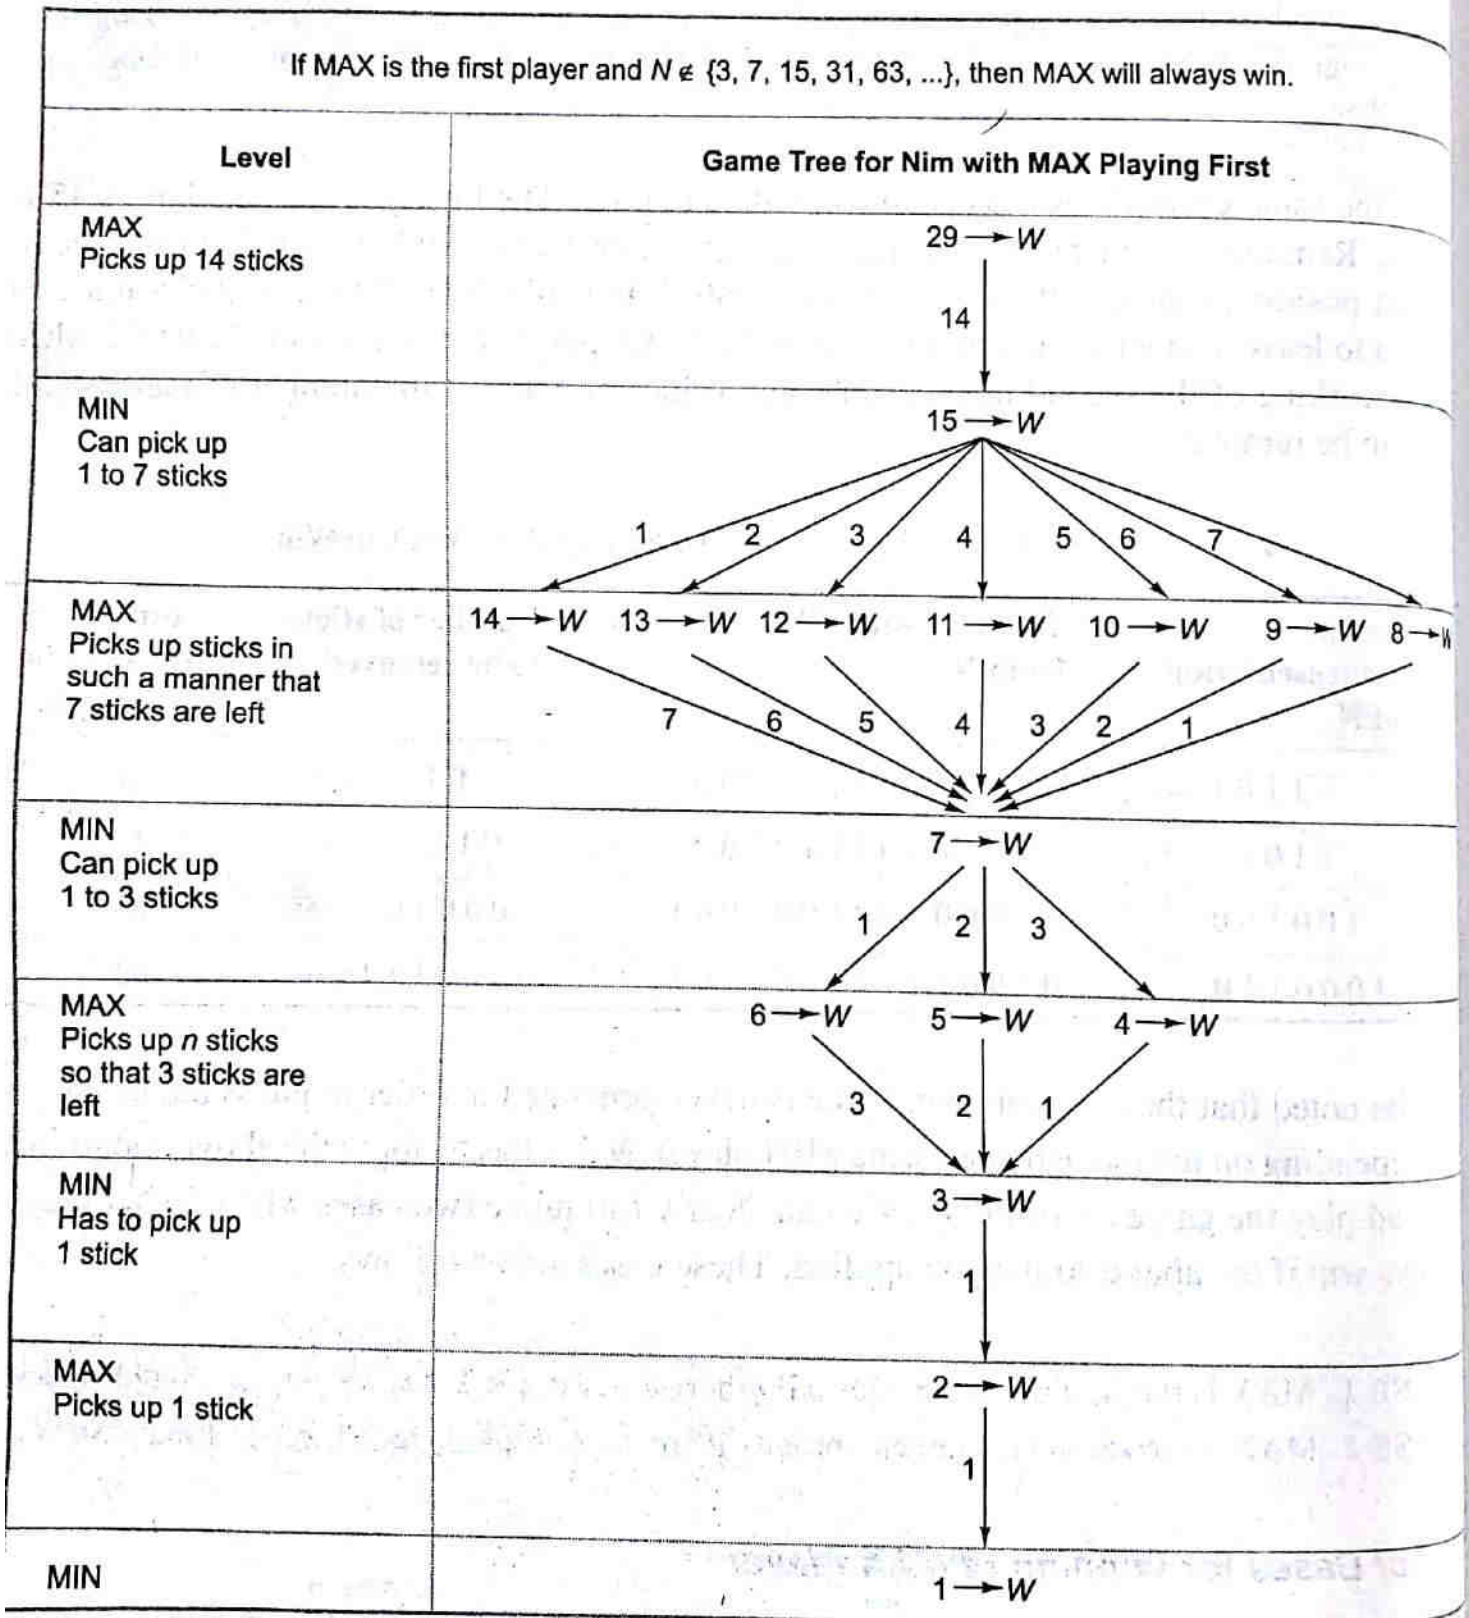 If MAX is the first player and N ∉ {3, 7, 15, 31, 63, ...}, then MAX will always win.
Level
Game Tree for Nim with MAX Playing First
MAX
Picks up 14 sticks
29 → W
14
MIN
Can pick up
1 to 7 sticks
15 → W
1 2 3 4 5 6 7
MAX
Picks up sticks in
such a manner that
7 sticks are left
14 → W 13 → W 12 → W 11 → W 10 → W 9 → W 8 → W
7 6 5 4 3 2 1
MIN
Can pick up
1 to 3 sticks
7 → W
1 2 3
MAX
Picks up n sticks
so that 3 sticks are
left
6 → W 5 → W 4 → W
3 2 1
MIN
Has to pick up
1 stick
3 → W
1
MAX
Picks up 1 stick
2 → W
1
MIN
1 → W